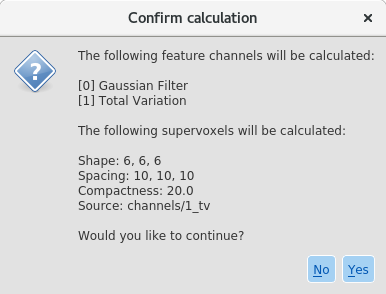 Confirm calculation
The following feature channels will be calculated:
[0] Gaussian Filter
[1] Total Variation
The following supervoxels will be calculated:
Shape: 6, 6, 6
Spacing: 10, 10, 10
Compactness: 20.0
Source: channels/1_tv
Would you like to continue?
No Yes